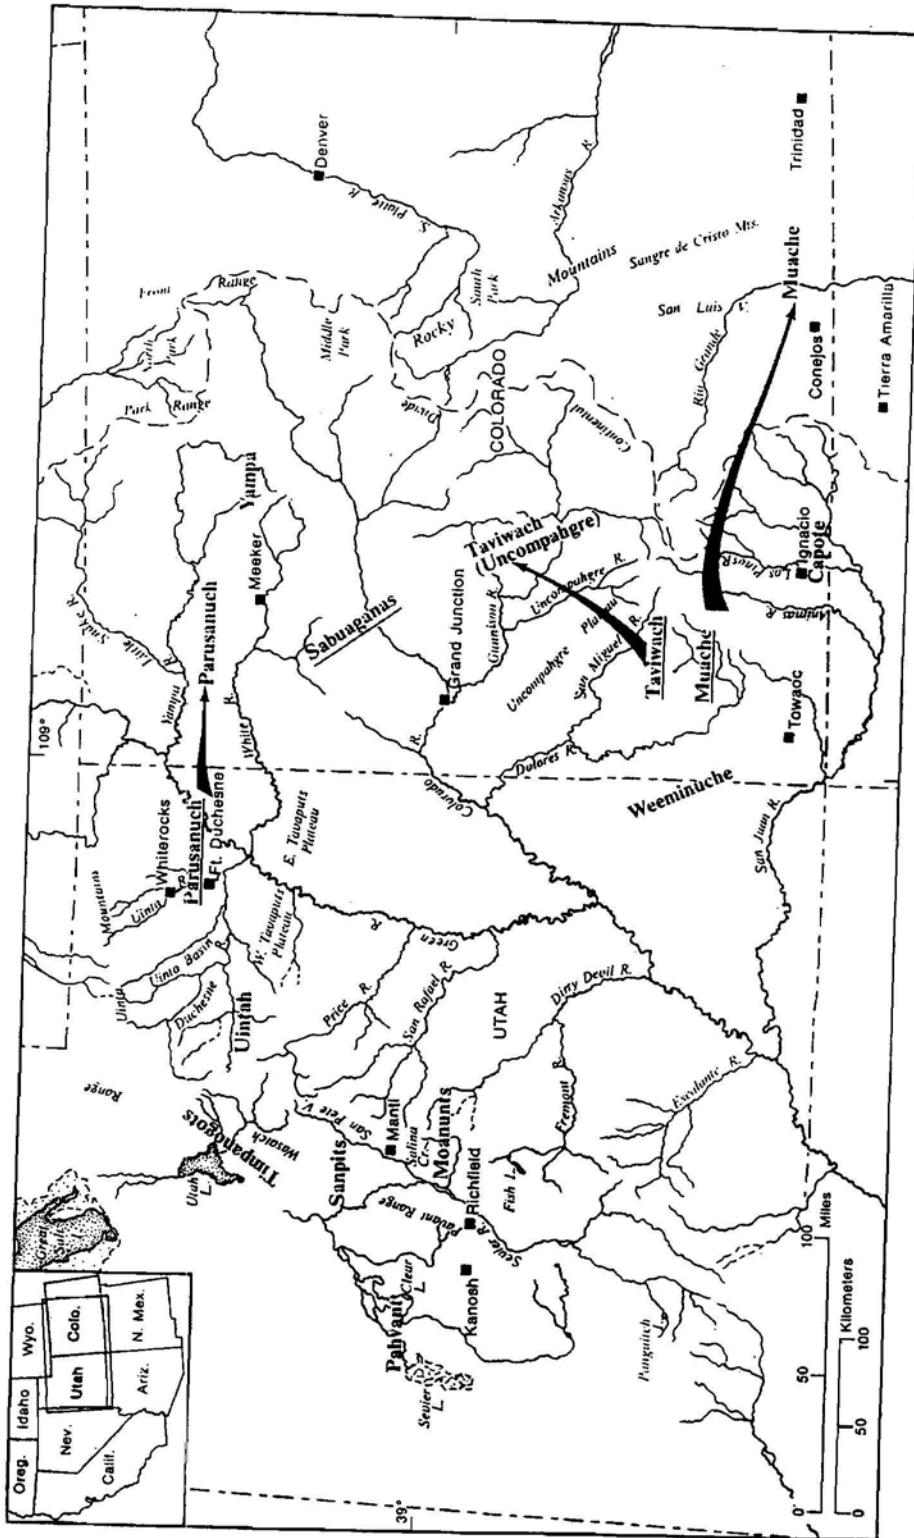 Oreg.
Idaho
Wyo.
Nev.
Utah
Colo.
Calif.
Ariz.
N. Mex.
Great
Salt
L.
Range
Utah
L.
Timpanogots
Wasatch
Uinta
Mountains
Uinta
Uinta Basin
Duchesne
R.
Uintah
Whiterocks
Parusanuch
Ft. Duchesne
109°
Little Snake R.
Yampa
R.
Parusanuch
White
R.
Meeker
Yampa
Park
Range
North
Park
Front
Range
Middle
Park
Denver
S. Platte R.
W. Tavaputs
Plateau
E. Tavaputs
Plateau
Sabuaganas
Rocky
South
Park
Mountains
Arkansas
R
Divide
COLORADO
Continental
San Pete V.
Sanpits
Price
R.
Green
R.
San Rafael R.
Manti
Salina
Cr.
Moanunts
UTAH
Pavant Range
Richfield
Clear
L.
Pahvant
Kanosh
Sevier
L.
39°
Sevier R.
Fish L.
Fremont
R.
Dirty Devil R.
Escalante R.
Colorado
R.
Grand Junction
Gunnison R.
Taviwach
(Uncompahgre)
Uncompahgre R.
Uncompahgre
Plateau
San Miguel
R.
Dolores R.
Taviwach
Muache
Weeminuche
Towaoc
San Juan R.
Animas
R.
Los Pinos R.
Ignacio
Capote
Rio Grande
San Luis
V.
Sangre de Cristo Mts.
Muache
Conejos
Tierra Amarilla
Trinidad
Panguitch
L.
0
50
100
Miles
0
50
100
Kilometers